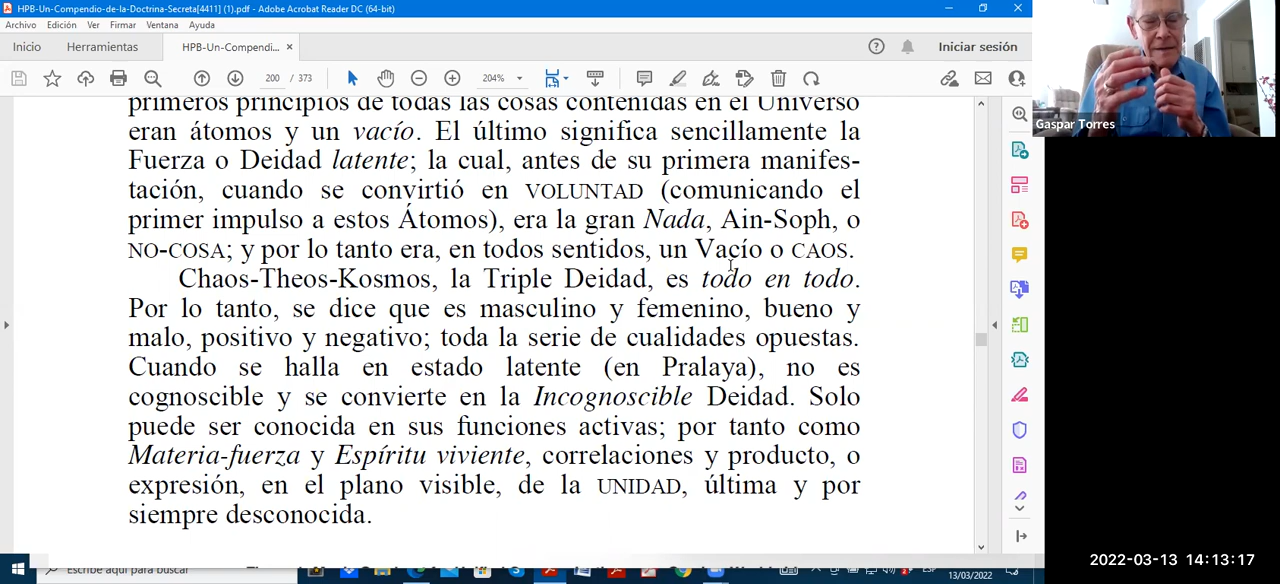 HPB-Un-Compendio-de-la-Doctrina-Secreta[4411] (1).pdf - Adobe Acrobat Reader DC (64-bit)
Archivo Edición Ver Firmar Ventana Ayuda
Inicio Herramientas HPB-Un-Compendi... × Iniciar sesión
200 / 373 204%
primeros principios de todas las cosas contenidas en el Universo
eran átomos y un vacío. El último significa sencillamente la
Fuerza o Deidad latente; la cual, antes de su primera manifes-
tación, cuando se convirtió en VOLUNTAD (comunicando el
primer impulso a estos Átomos), era la gran Nada, Ain-Soph, o
NO-COSA; y por lo tanto era, en todos sentidos, un Vacío o CAOS.
Chaos-Theos-Kosmos, la Triple Deidad, es todo en todo.
Por lo tanto, se dice que es masculino y femenino, bueno y
malo, positivo y negativo; toda la serie de cualidades opuestas.
Cuando se halla en estado latente (en Pralaya), no es
cognoscible y se convierte en la Incognoscible Deidad. Solo
puede ser conocida en sus funciones activas; por tanto como
Materia-fuerza y Espíritu viviente, correlaciones y producto, o
expresión, en el plano visible, de la UNIDAD, última y por
siempre desconocida.
Gaspar Torres
Escribe aquí para buscar
13/03/2022
2022-03-13 14:13:17